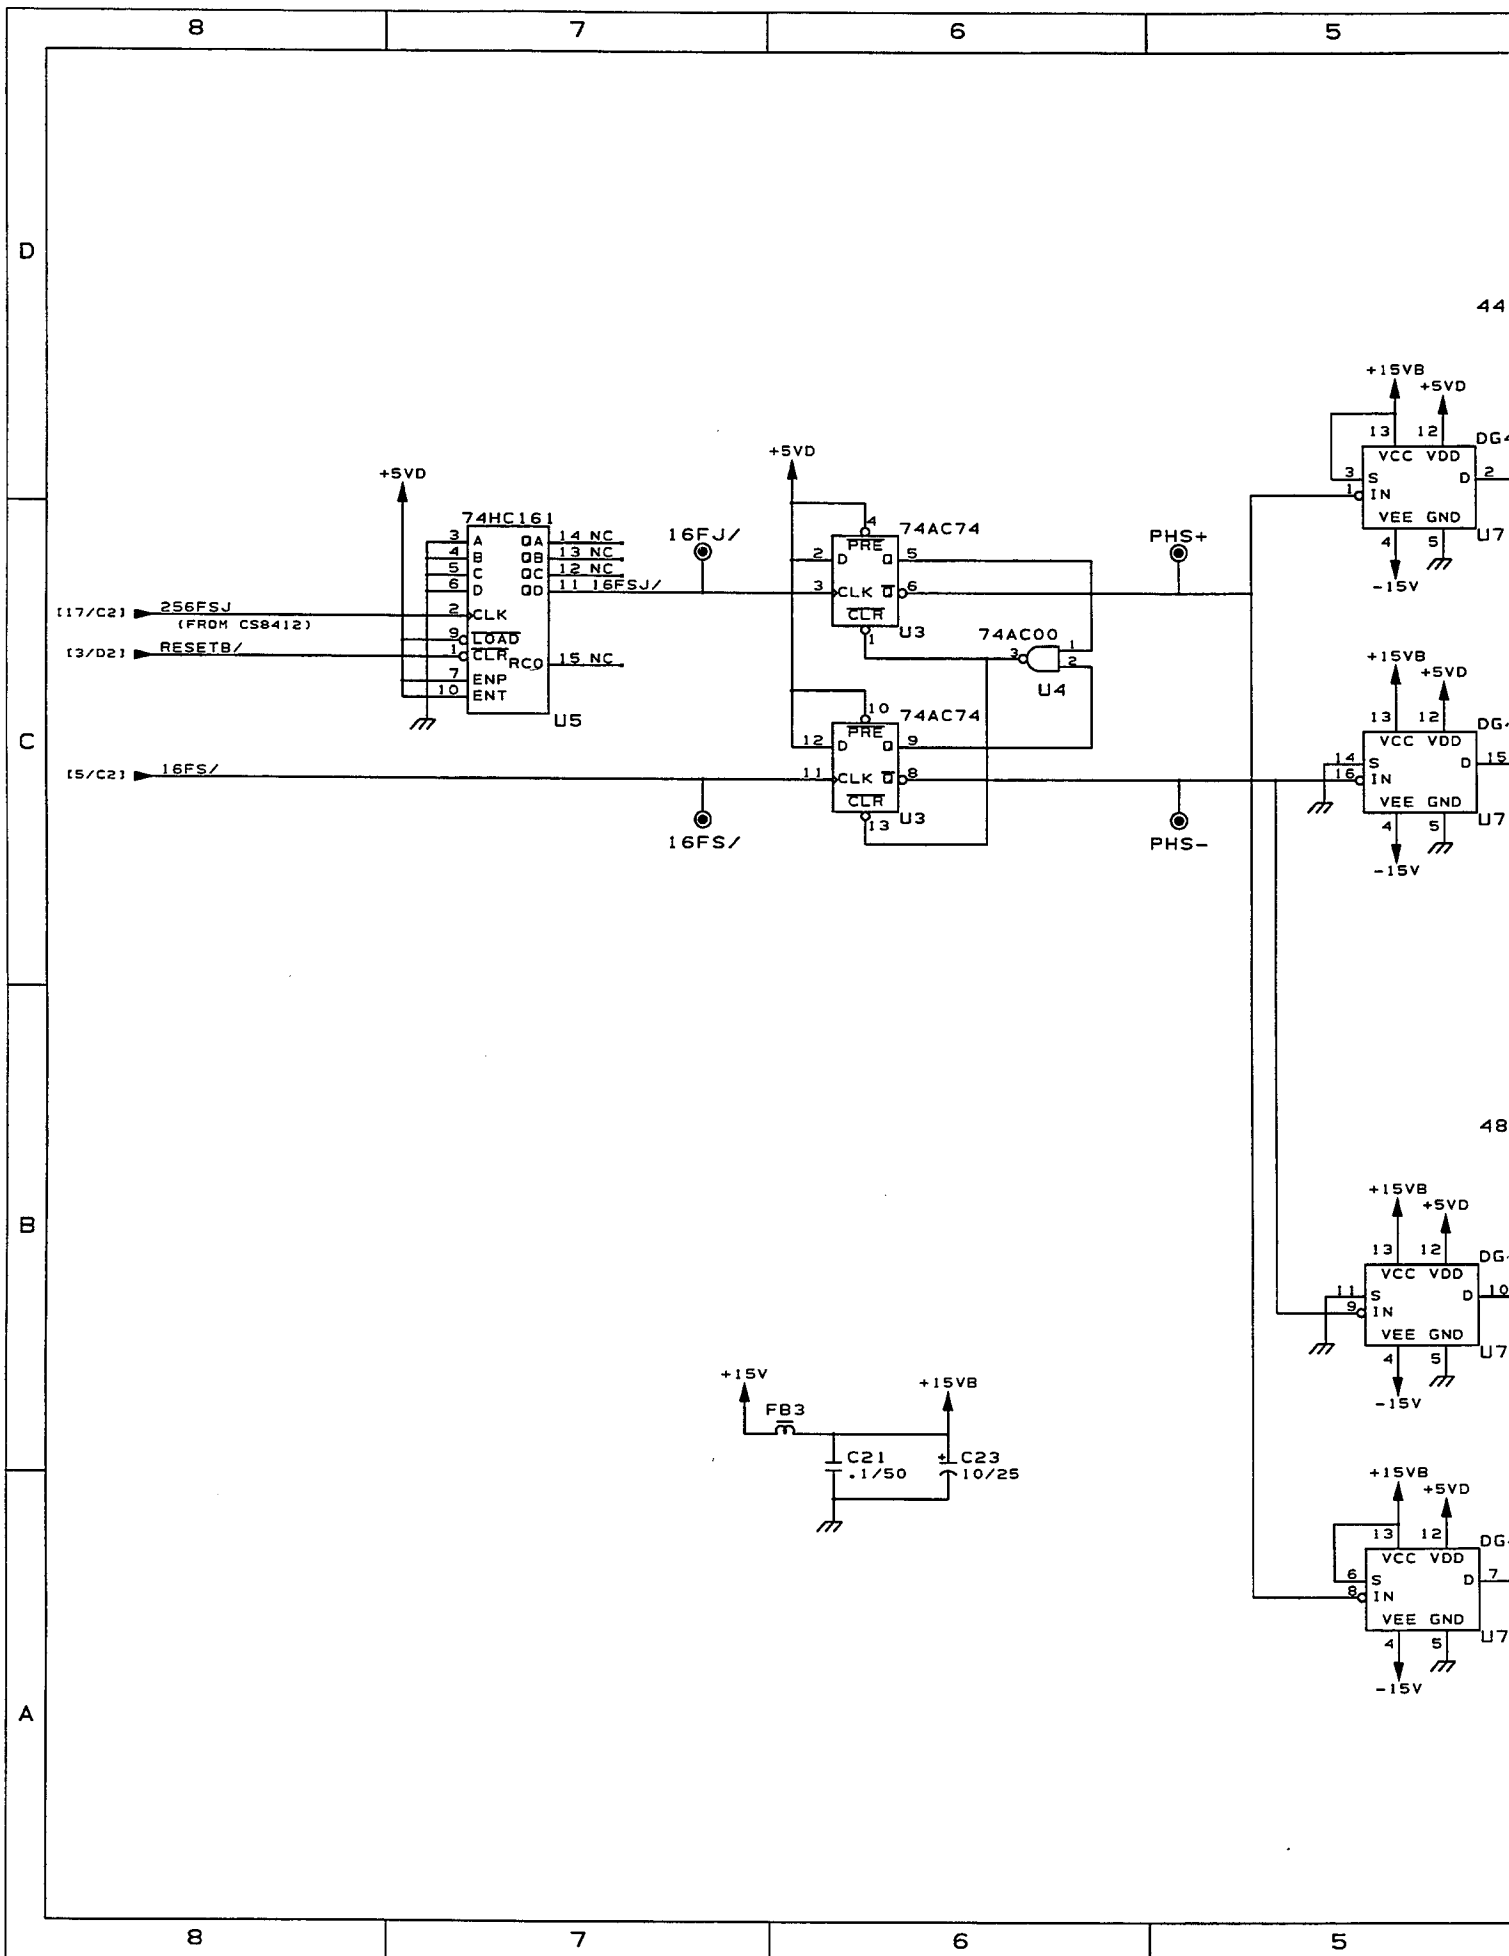 8 7 6 5
D
44
+15VB
+5VD
13 12 DG4
VCC VDD
3 S D 2
1 IN
VEE GND
4 5 U7
-15V
+5VD
+5VD
74HC161
3 A QA 14 NC
4 B QB 13 NC
5 C QC 12 NC
6 D QD 11 16FSJ/
[17/C2] 256FSJ 2 CLK
(FROM CS8412)
9 LOAD
[3/D2] RESETB/ 1 CLR
RCO 15 NC
7 ENP
10 ENT
U5
16FJ/
4 74AC74
PRE
2 D Q 5
3 CLK Q 6
CLR
1 U3
PHS+
74AC00
3 1
2
U4
10 74AC74
PRE
12 D Q 9
11 CLK Q 8
CLR
13 U3
C
[5/C2] 16FS/
16FS/
PHS-
+15VB
+5VD
13 12 DG
VCC VDD
14 S D 15
16 IN
VEE GND
4 5 U7
-15V
48
B
+15VB
+5VD
13 12 DG
VCC VDD
11 S D 10
9 IN
VEE GND
4 5 U7
-15V
+15V
FB3
+15VB
C21
.1/50
+ C23
10/25
+15VB
+5VD
13 12 DG
VCC VDD
6 S D 7
8 IN
VEE GND
4 5 U7
-15V
A
8 7 6 5